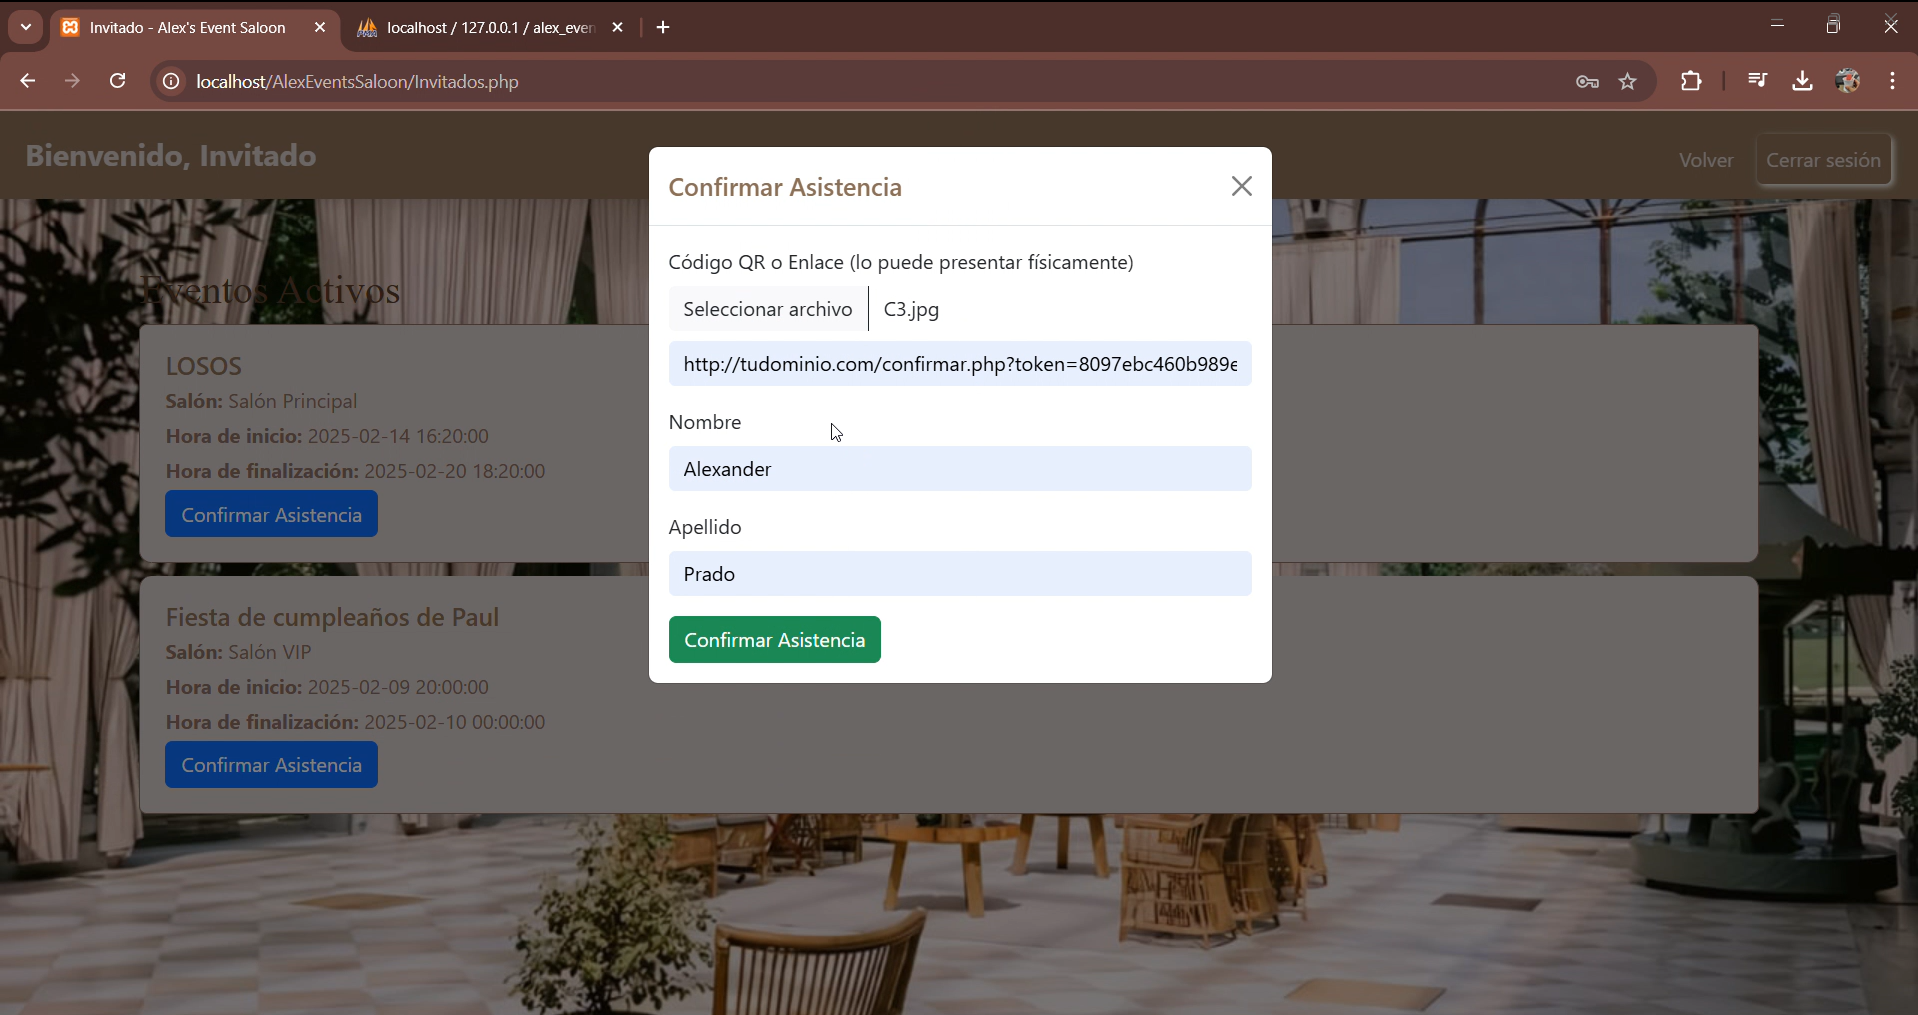 Invitado - Alex's Event Saloon
localhost / 127.0.0.1 / alex_even
localhost/AlexEventsSaloon/Invitados.php
Bienvenido, Invitado
Volver
Cerrar sesión
Eventos Activos
LOSOS
Salón: Salón Principal
Hora de inicio: 2025-02-14 16:20:00
Hora de finalización: 2025-02-20 18:20:00
Confirmar Asistencia
Fiesta de cumpleaños de Paul
Salón: Salón VIP
Hora de inicio: 2025-02-09 20:00:00
Hora de finalización: 2025-02-10 00:00:00
Confirmar Asistencia
Confirmar Asistencia
Código QR o Enlace (lo puede presentar físicamente)
Seleccionar archivo C3.jpg
http://tudominio.com/confirmar.php?token=8097ebc460b989e
Nombre
Alexander
Apellido
Prado
Confirmar Asistencia